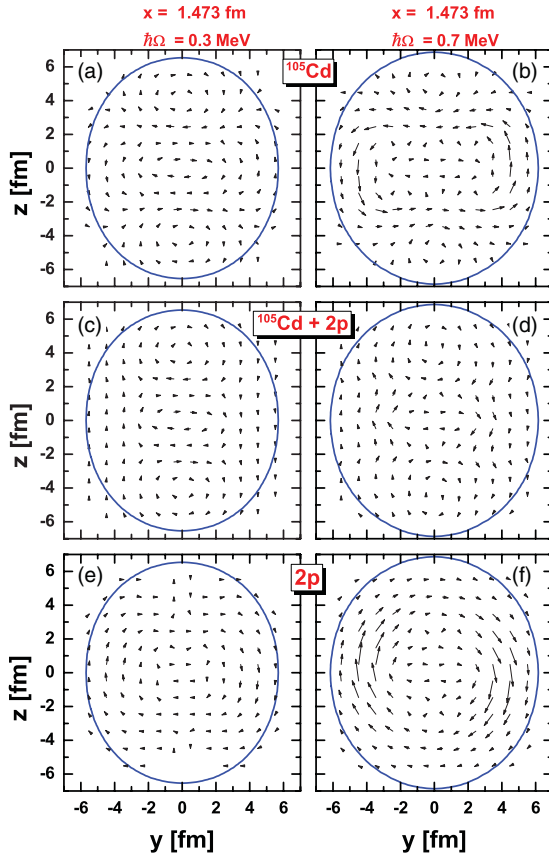 x = 1.473 fm x = 1.473 fm
ℏΩ = 0.3 MeV ℏΩ = 0.7 MeV
(a) ¹⁰⁵Cd (b)
6
4
2
0
-2
-4
-6
z [fm]
(c) ¹⁰⁵Cd + 2p (d)
6
4
2
0
-2
-4
-6
z [fm]
(e) 2p (f)
6
4
2
0
-2
-4
-6
z [fm]
-6 -4 -2 0 2 4 6 -6 -4 -2 0 2 4 6
y [fm] y [fm]